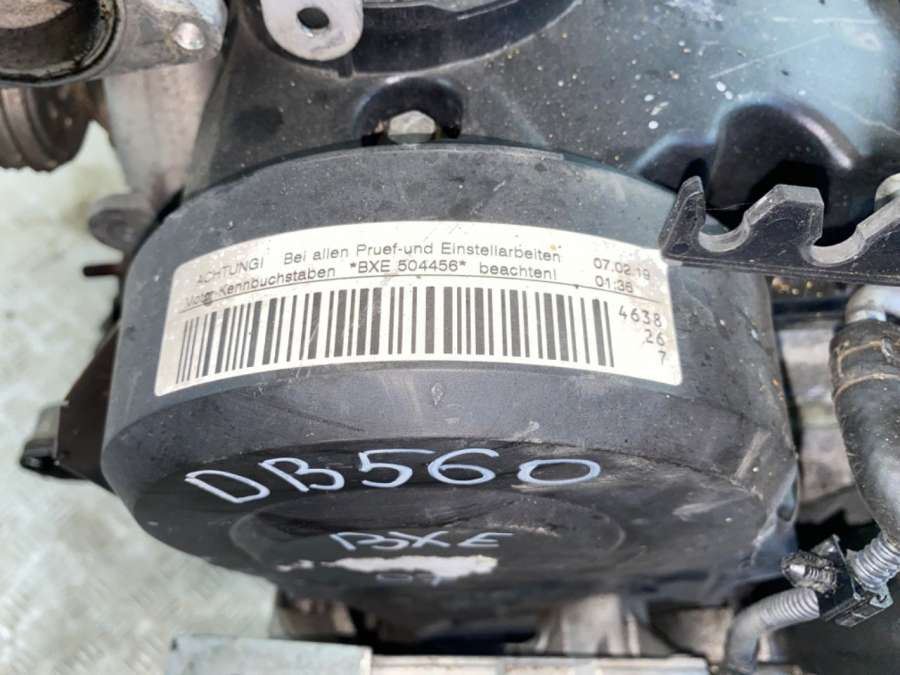 ACHTUNG! Bei allen Pruef-und Einstellarbeiten 07.02.19
Motor-Kennbuchstaben *BXE 504456* beachten! 01:36
4638
26
7
DB560
BXE